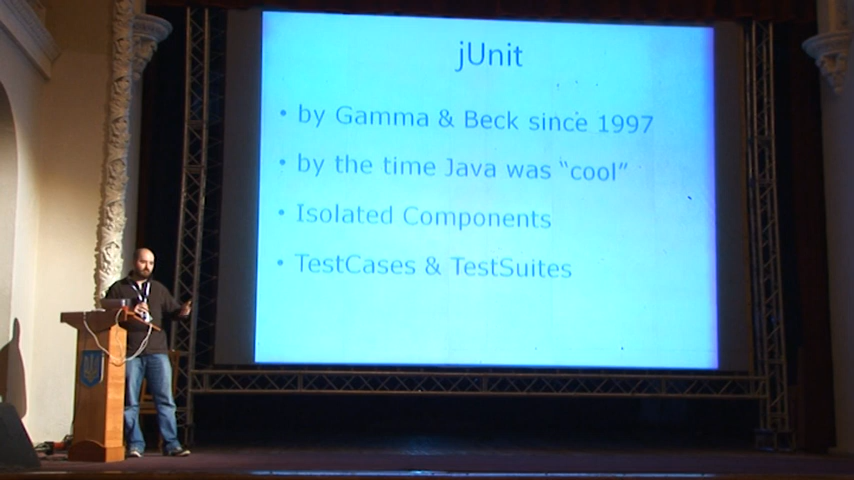 jUnit
• by Gamma & Beck since 1997
• by the time Java was “cool”
• Isolated Components
• TestCases & TestSuites